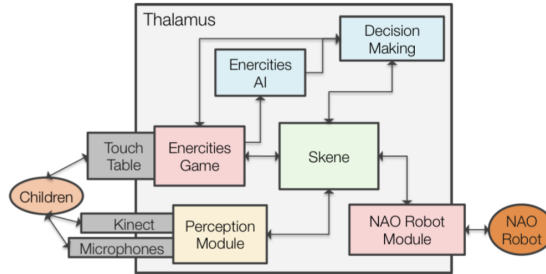 Thalamus
Decision
Making
Enercities
AI
Touch
Table
Enercities
Game
Skene
Children
Kinect
Microphones
Perception
Module
NAO Robot
Module
NAO
Robot